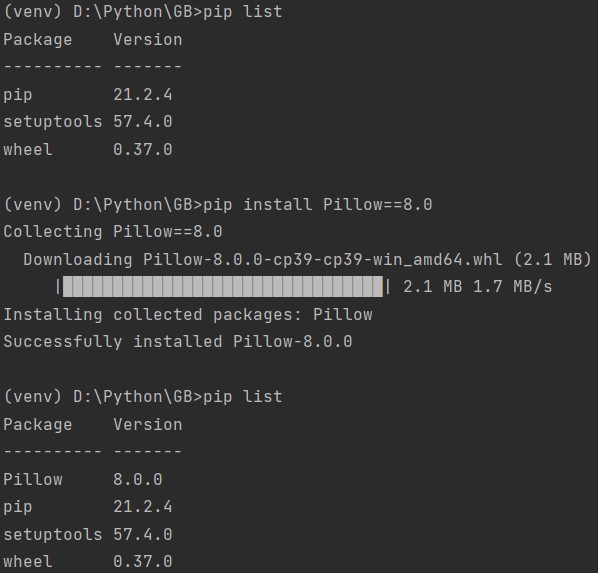 (venv) D:\Python\GB>pip list
Package    Version
---------- -------
pip        21.2.4
setuptools 57.4.0
wheel      0.37.0
(venv) D:\Python\GB>pip install Pillow==8.0
Collecting Pillow==8.0
  Downloading Pillow-8.0.0-cp39-cp39-win_amd64.whl (2.1 MB)
     |████████████████████████████████| 2.1 MB 1.7 MB/s
Installing collected packages: Pillow
Successfully installed Pillow-8.0.0
(venv) D:\Python\GB>pip list
Package    Version
---------- -------
Pillow     8.0.0
pip        21.2.4
setuptools 57.4.0
wheel      0.37.0